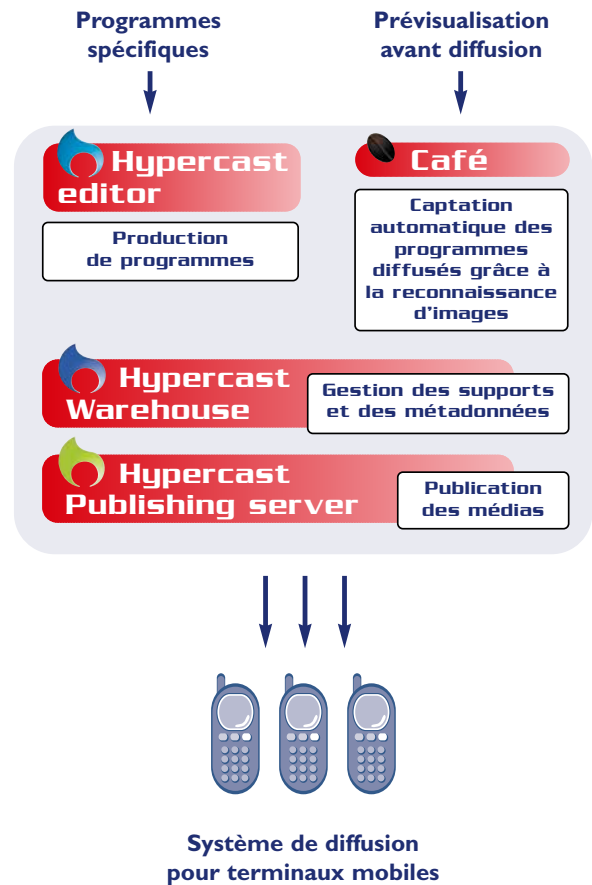 Programmes
spécifiques
Prévisualisation
avant diffusion
Hypercast
editor
Production
de programmes
Café
Captation
automatique des
programmes
diffusés grâce à
la reconnaissance
d'images
Hypercast
Warehouse
Gestion des supports
et des métadonnées
Hypercast
Publishing server
Publication
des médias
Système de diffusion
pour terminaux mobiles